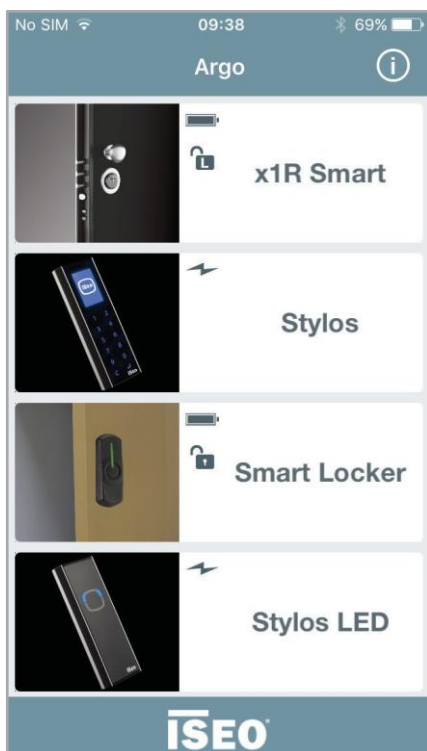 No SIM 09:38 69%
Argo
x1R Smart
Stylos
Smart Locker
Stylos LED
ISEO